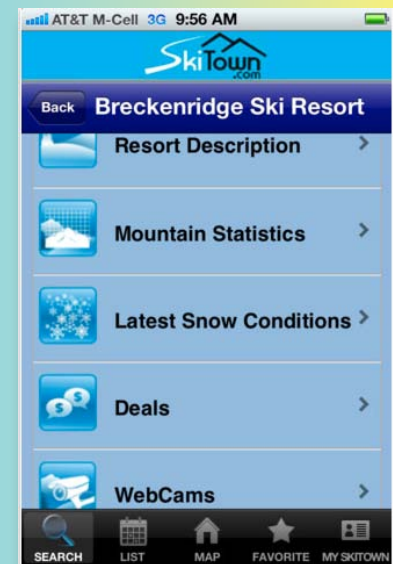 AT&T M-Cell 3G 9:56 AM
SkiTown
.com
Back Breckenridge Ski Resort
Resort Description
Mountain Statistics
Latest Snow Conditions
$ $
Deals
WebCams
SEARCH LIST MAP FAVORITE MY SKITOWN